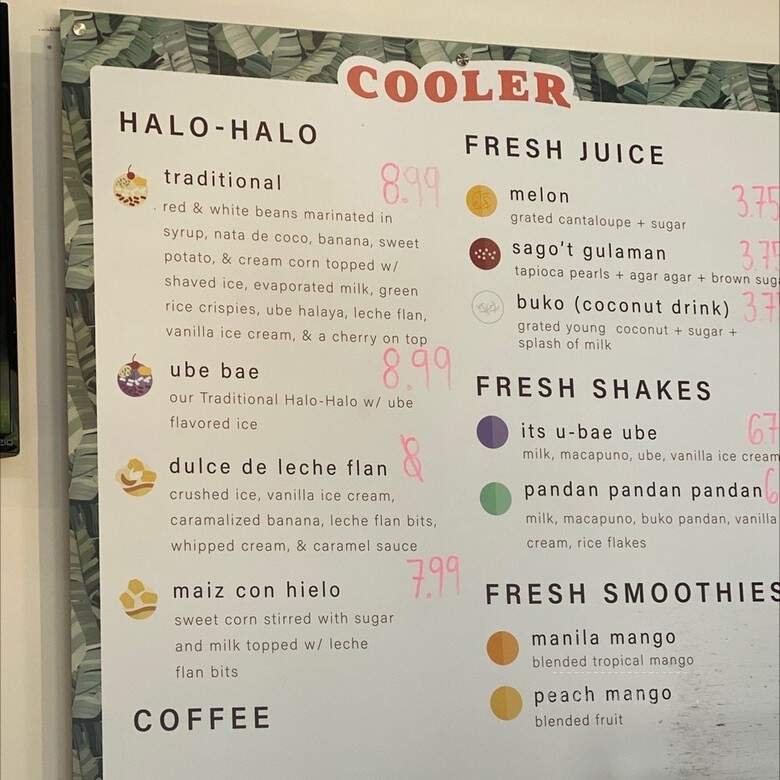 COOLER
HALO-HALO
traditional 8.99
red & white beans marinated in
syrup, nata de coco, banana, sweet
potato, & cream corn topped w/
shaved ice, evaporated milk, green
rice crispies, ube halaya, leche flan,
vanilla ice cream, & a cherry on top
ube bae 8.99
our Traditional Halo-Halo w/ ube
flavored ice
dulce de leche flan 8
crushed ice, vanilla ice cream,
caramalized banana, leche flan bits,
whipped cream, & caramel sauce
maiz con hielo 7.99
sweet corn stirred with sugar
and milk topped w/ leche
flan bits
COFFEE
FRESH JUICE
melon 3.75
grated cantaloupe + sugar
sago't gulaman 3.75
tapioca pearls + agar agar + brown
buko (coconut drink)
grated young coconut + sugar +
splash of milk
FRESH SHAKES
its u-bae ube
milk, macapuno, ube, vanilla ice cream
pandan pandan pandan
milk, macapuno, buko pandan, vanilla
cream, rice flakes
FRESH SMOOTHIES
manila mango
blended tropical mango
peach mango
blended fruit